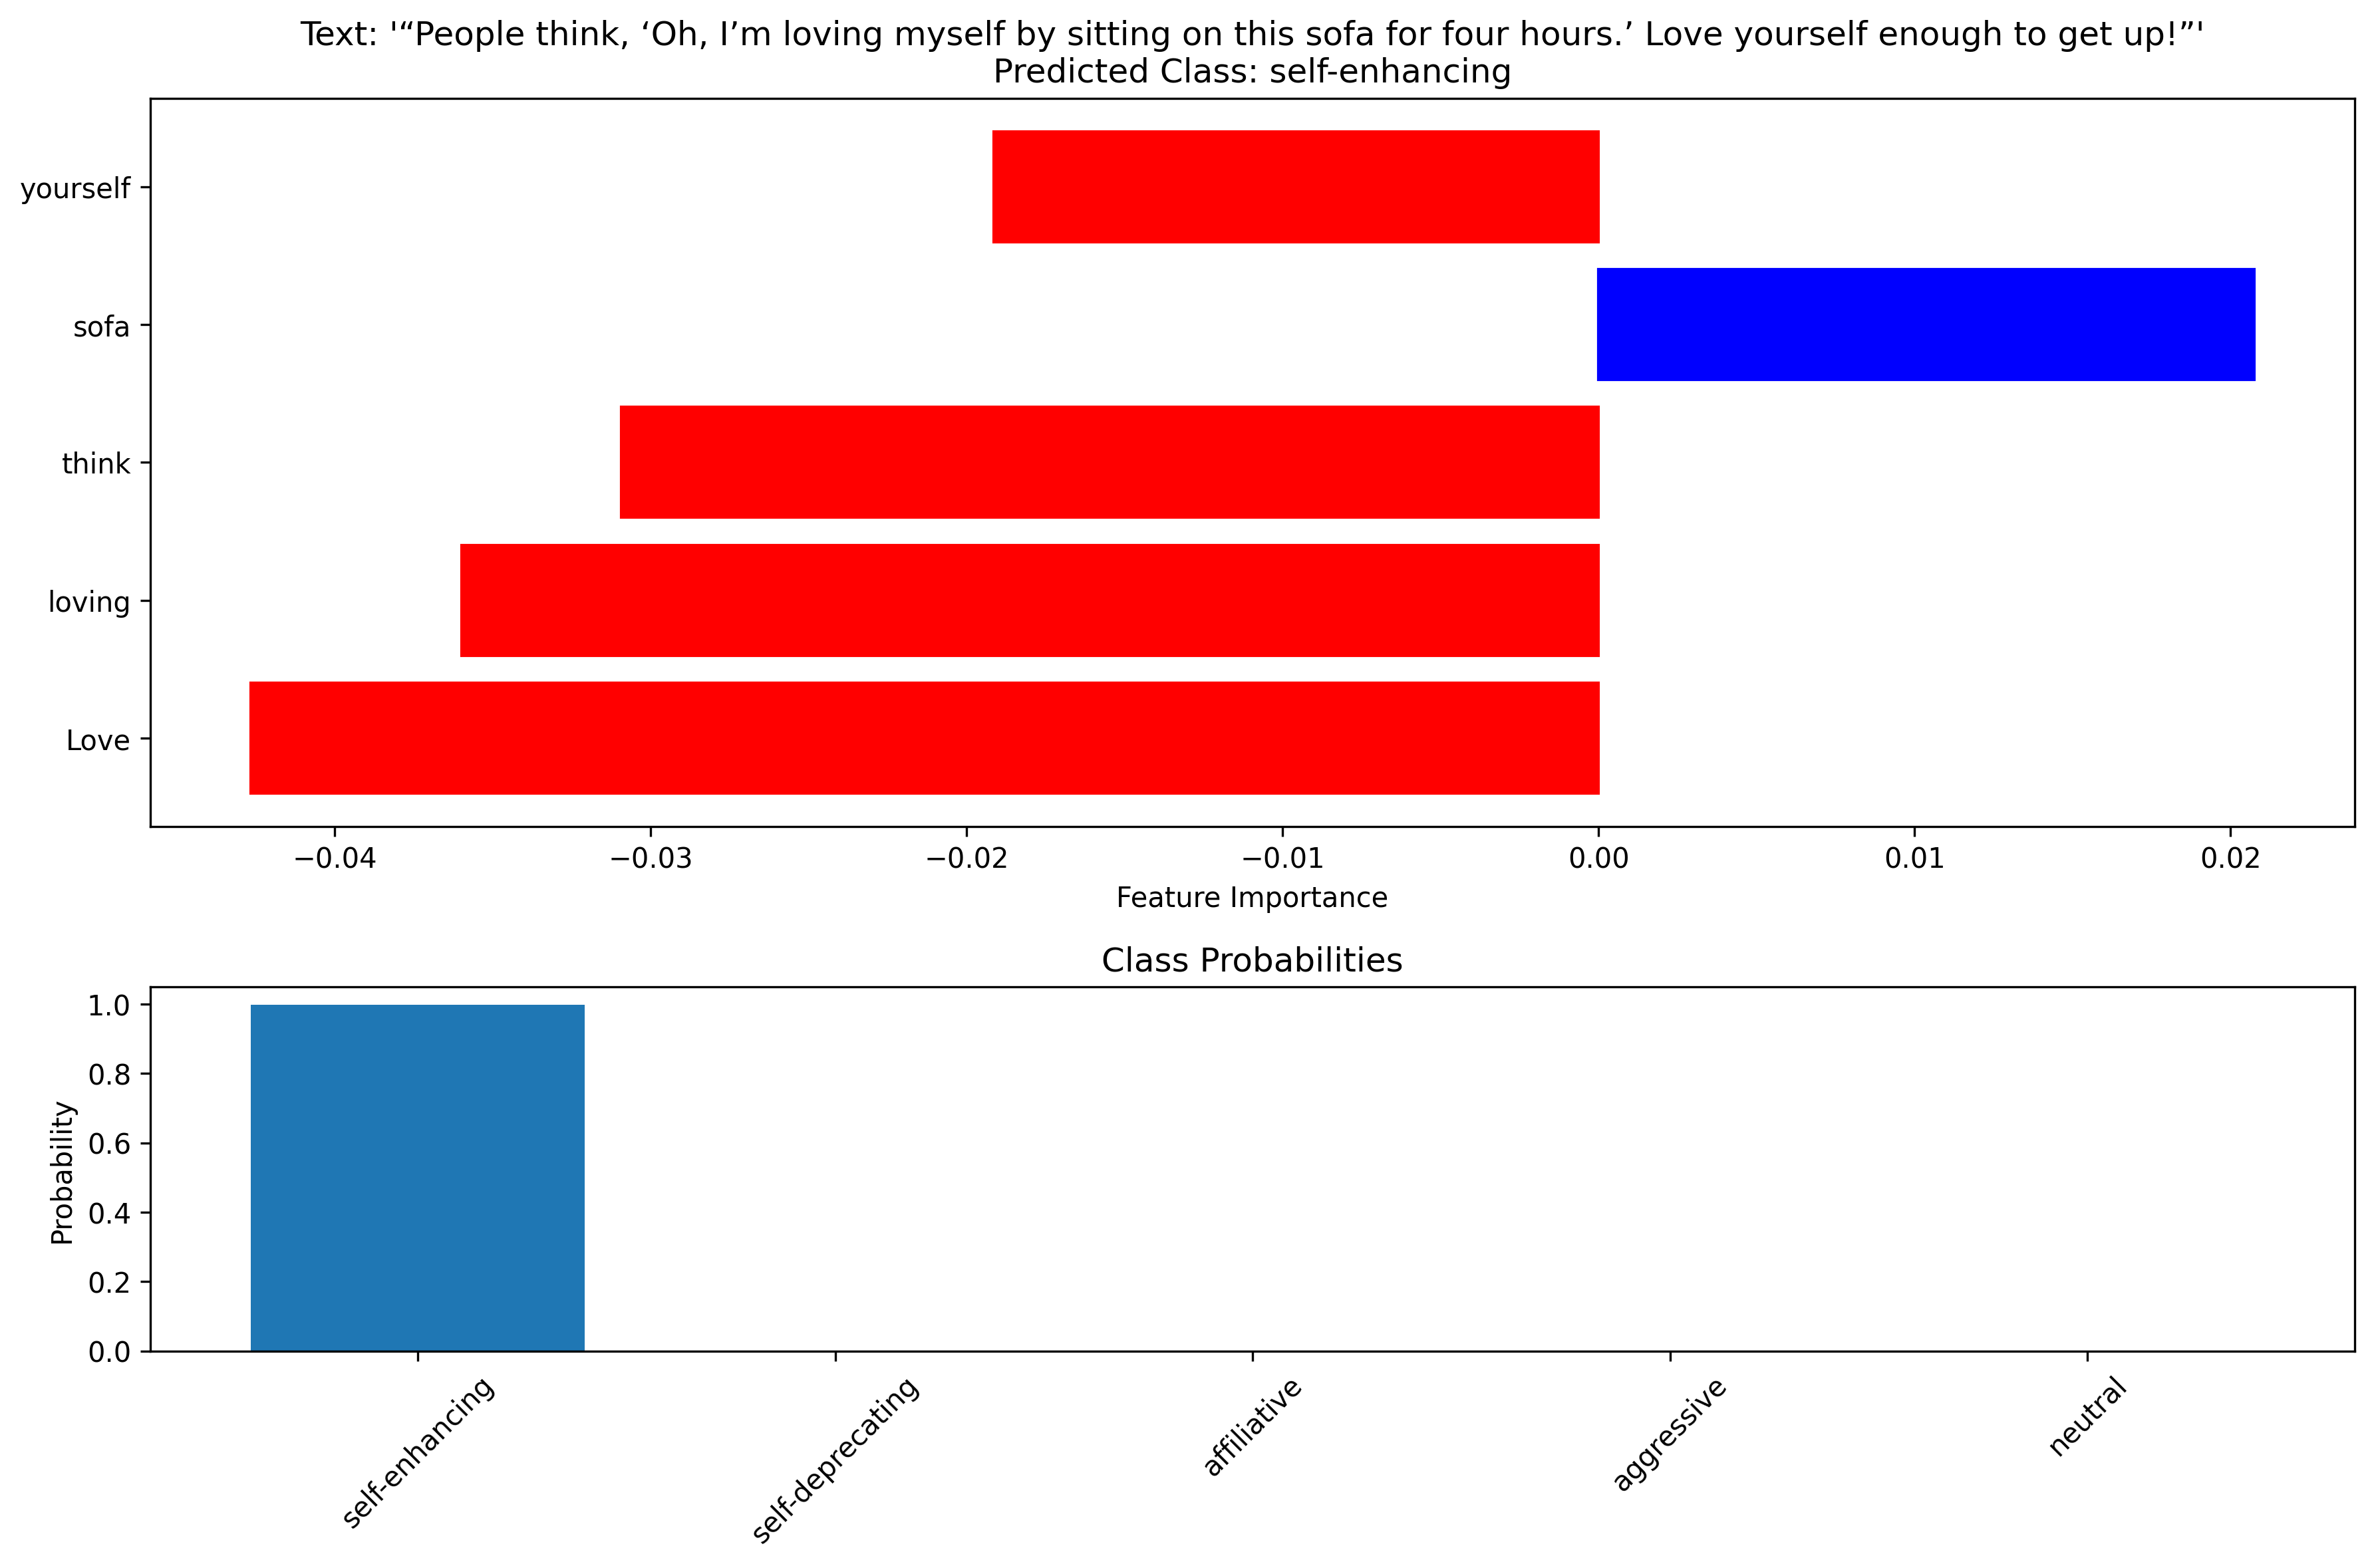 Text: '“People think, ‘Oh, I’m loving myself by sitting on this sofa for four hours.’ Love yourself enough to get up!”'
Predicted Class: self-enhancing
yourself
sofa
think
loving
Love
−0.04 −0.03 −0.02 −0.01 0.00 0.01 0.02
Feature Importance
Class Probabilities
1.0
0.8
0.6
0.4
0.2
0.0
Probability
self-enhancing self-deprecating affiliative aggressive neutral